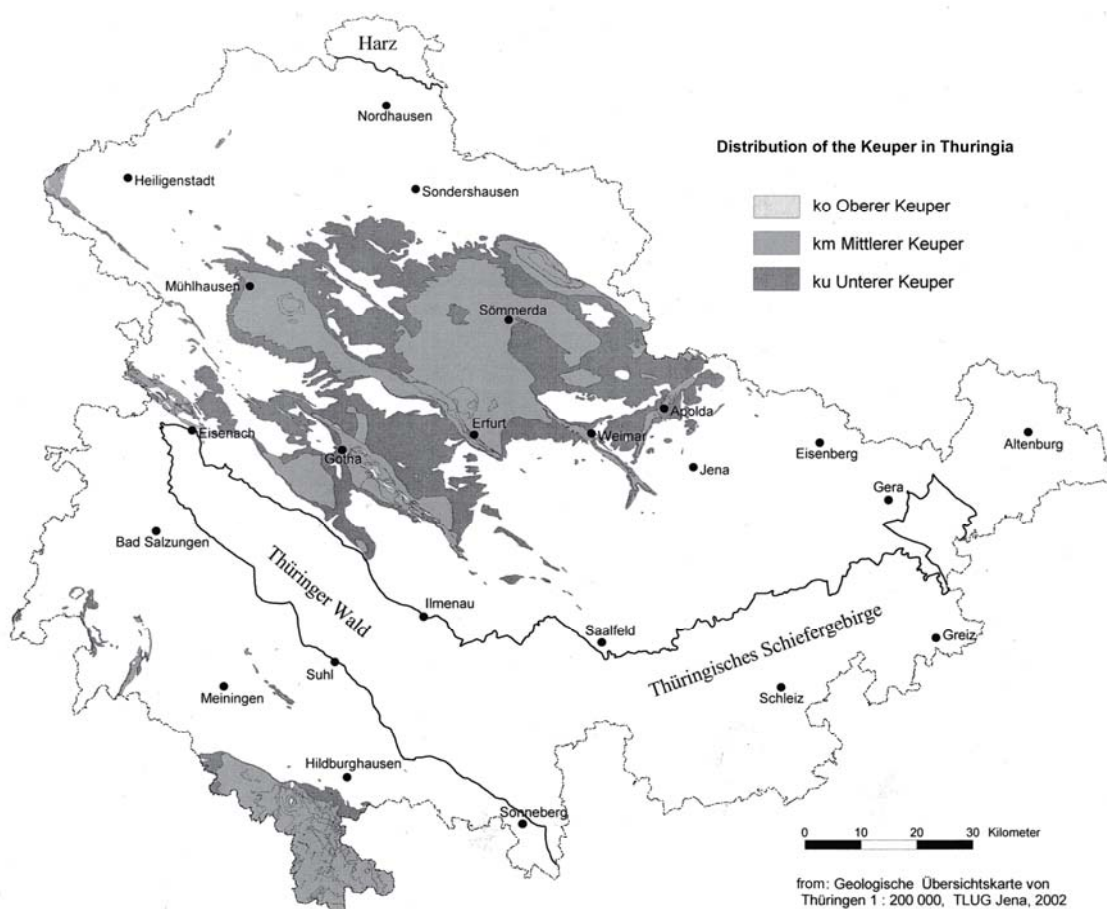 Harz
Nordhausen
Distribution of the Keuper in Thuringia
Heiligenstadt
Sondershausen
ko Oberer Keuper
km Mittlerer Keuper
ku Unterer Keuper
Mühlhausen
Sömmerda
Apolda
Eisenach
Erfurt
Weimar
Altenburg
Gotha
Eisenberg
Jena
Gera
Bad Salzungen
Thüringer Wald
Ilmenau
Saalfeld
Thüringisches Schiefergebirge
Greiz
Suhl
Meiningen
Schleiz
Hildburghausen
Sonneberg
0 10 20 30 Kilometer
from: Geologische Übersichtskarte von
Thüringen 1 : 200 000, TLUG Jena, 2002